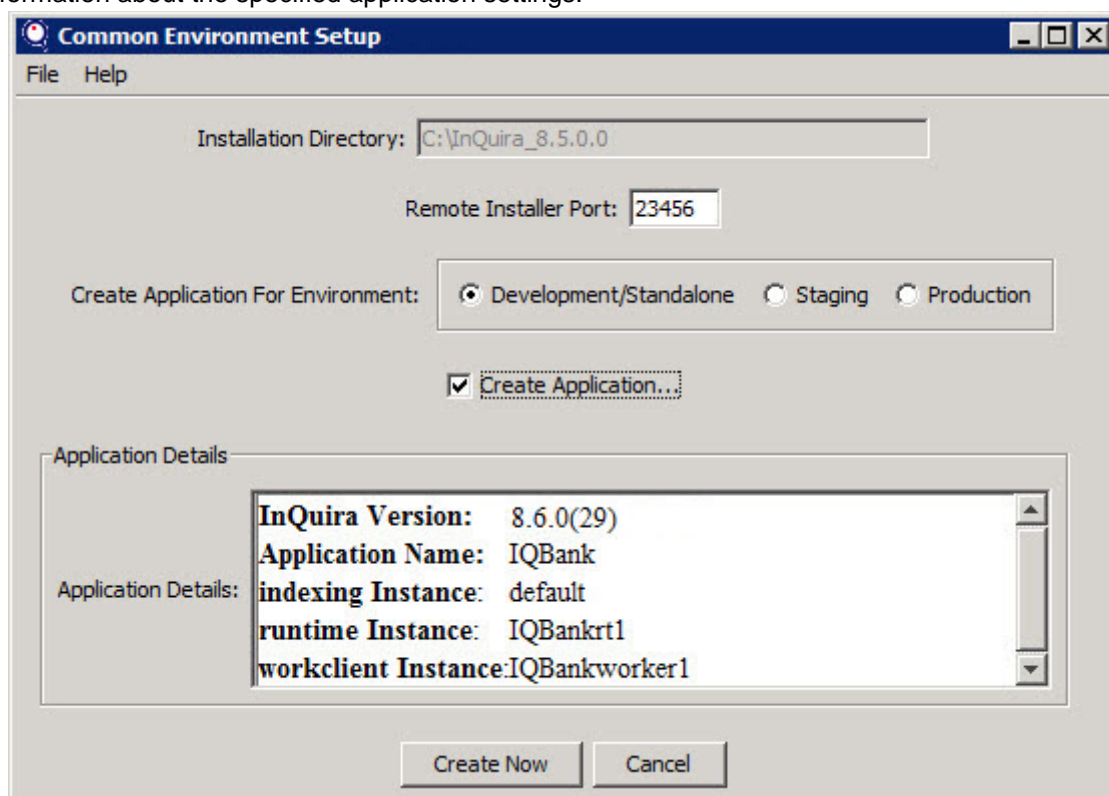 formation about the specified application settings.
Common Environment Setup
File Help
Installation Directory: C:\InQuira_8.5.0.0
Remote Installer Port: 23456
Create Application For Environment: Development/Standalone Staging Production
Create Application...
Application Details
InQuira Version: 8.6.0(29)
Application Name: IQBank
Application Details: indexing Instance: default
runtime Instance: IQBankrt1
workclient Instance:IQBankworker1
Create Now Cancel